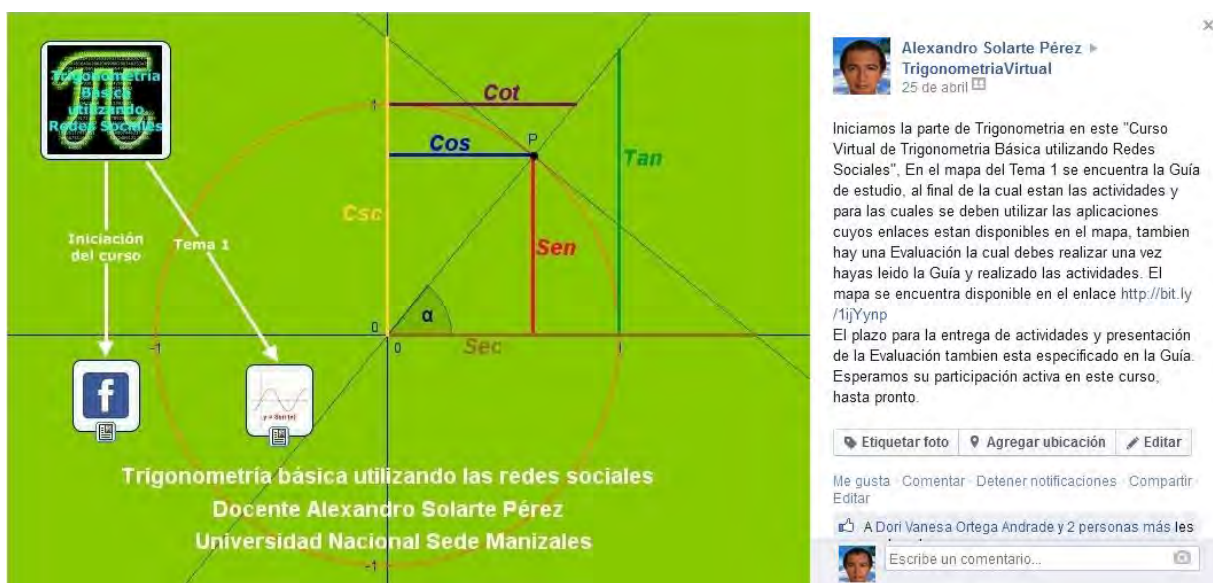 Trigonometría
Básica
utilizando
Redes Sociales
Iniciación
del curso
Tema 1
Cot
Cos
P
Tan
Csc
Sen
α
Sec
1
0
0
-1
1
-1
y = Sen (x)
Trigonometría básica utilizando las redes sociales
Docente Alexandro Solarte Pérez
Universidad Nacional Sede Manizales
Alexandro Solarte Pérez
TrigonometriaVirtual
25 de abril
Iniciamos la parte de Trigonometria en este "Curso
Virtual de Trigonometria Básica utilizando Redes
Sociales", En el mapa del Tema 1 se encuentra la Guía
de estudio, al final de la cual estan las actividades y
para las cuales se deben utilizar las aplicaciones
cuyos enlaces estan disponibles en el mapa, tambien
hay una Evaluación la cual debes realizar una vez
hayas leido la Guía y realizado las actividades. El
mapa se encuentra disponible en el enlace http://bit.ly
/1ijYynp
El plazo para la entrega de actividades y presentación
de la Evaluación tambien esta especificado en la Guía.
Esperamos su participación activa en este curso,
hasta pronto.
Etiquetar foto Agregar ubicación Editar
Me gusta · Comentar · Detener notificaciones · Compartir ·
Editar
A Dori Vanesa Ortega Andrade y 2 personas más les
Escribe un comentario...